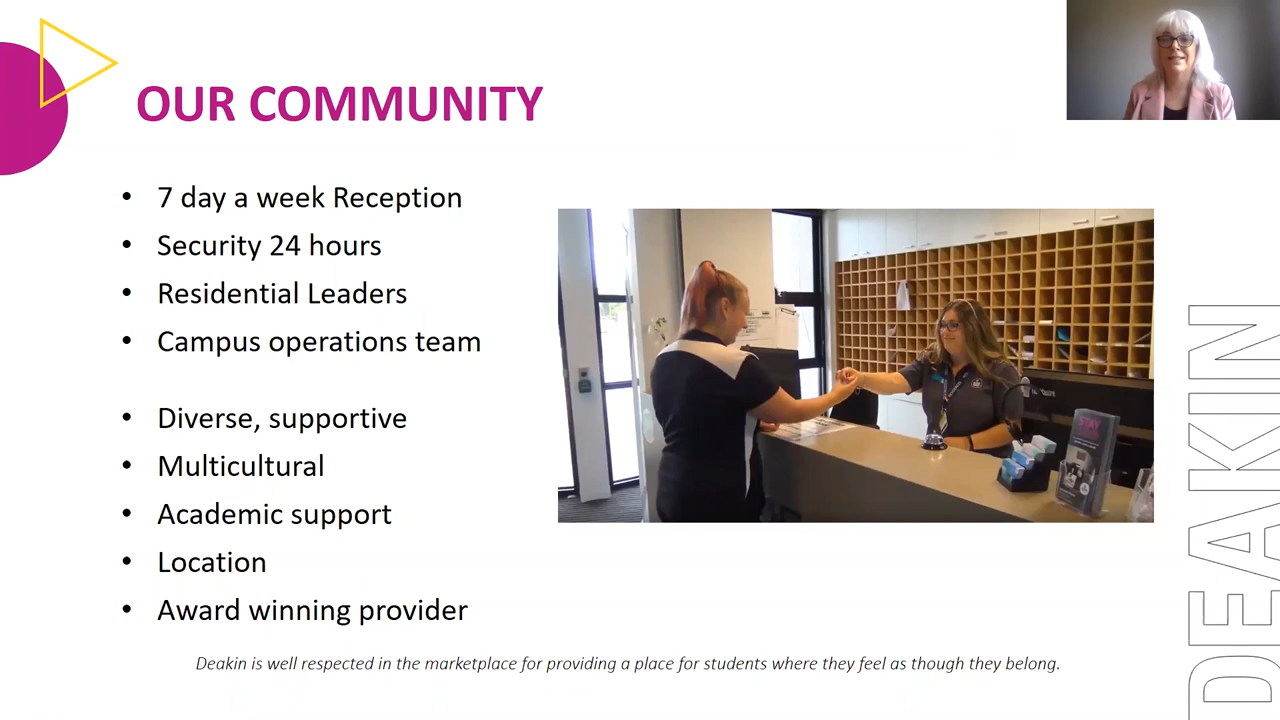 OUR COMMUNITY
• 7 day a week Reception
• Security 24 hours
• Residential Leaders
• Campus operations team
• Diverse, supportive
• Multicultural
• Academic support
• Location
• Award winning provider
STAY
Deakin is well respected in the marketplace for providing a place for students where they feel as though they belong.
DEAKIN